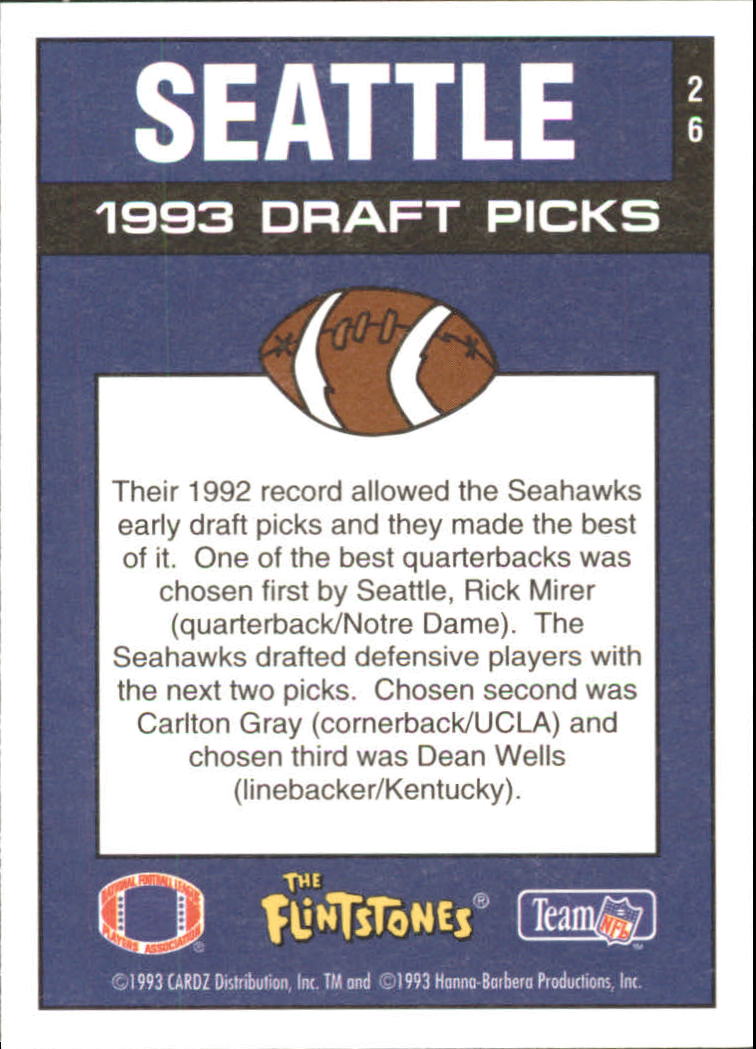 SEATTLE
26
1993 DRAFT PICKS
Their 1992 record allowed the Seahawks
early draft picks and they made the best
of it. One of the best quarterbacks was
chosen first by Seattle, Rick Mirer
(quarterback/Notre Dame). The
Seahawks drafted defensive players with
the next two picks. Chosen second was
Carlton Gray (cornerback/UCLA) and
chosen third was Dean Wells
(linebacker/Kentucky).
NATIONAL FOOTBALL LEAGUE
PLAYERS ASSOCIATION ®
THE
FLINTSTONES®
Team NFL ™
©1993 CARDZ Distribution, Inc. TM and ©1993 Hanna-Barbera Productions, Inc.